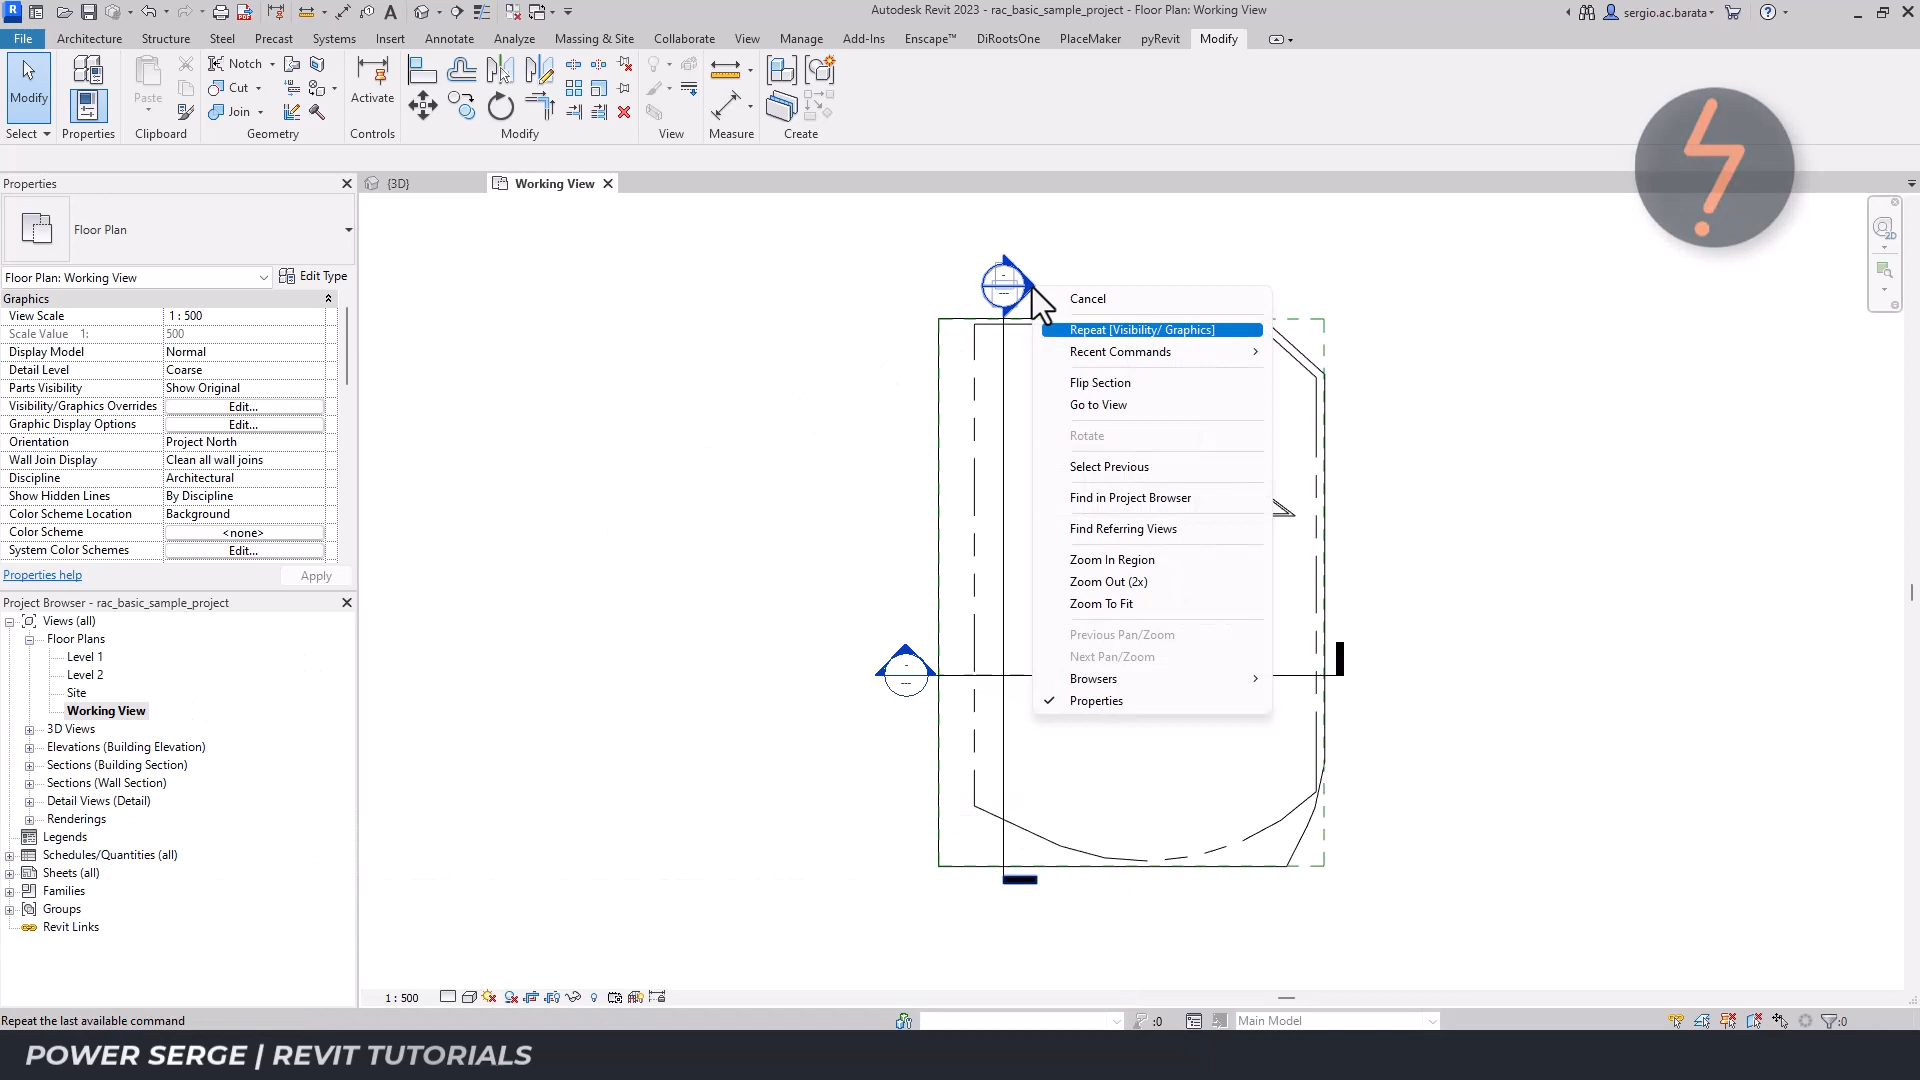 Autodesk Revit 2023 - rac_basic_sample_project - Floor Plan: Working View
sergio.ac.barata
File Architecture Structure Steel Precast Systems Insert Annotate Analyze Massing & Site Collaborate View Manage Add-Ins Enscape™ DiRootsOne PlaceMaker pyRevit Modify
Modify
Paste
Notch
Cut
Join
Activate
Select Properties Clipboard Geometry Controls Modify View Measure Create
Properties
{3D}
Working View
Floor Plan
Floor Plan: Working View
Edit Type
Graphics
View Scale 1 : 500
Scale Value 1: 500
Display Model Normal
Detail Level Coarse
Parts Visibility Show Original
Visibility/Graphics Overrides Edit...
Graphic Display Options Edit...
Orientation Project North
Wall Join Display Clean all wall joins
Discipline Architectural
Show Hidden Lines By Discipline
Color Scheme Location Background
Color Scheme <none>
System Color Schemes Edit...
Properties help
Apply
Project Browser - rac_basic_sample_project
Views (all)
Floor Plans
Level 1
Level 2
Site
Working View
3D Views
Elevations (Building Elevation)
Sections (Building Section)
Sections (Wall Section)
Detail Views (Detail)
Renderings
Legends
Schedules/Quantities (all)
Sheets (all)
Families
Groups
Revit Links
Cancel
Repeat [Visibility/ Graphics]
Recent Commands
Flip Section
Go to View
Rotate
Select Previous
Find in Project Browser
Find Referring Views
Zoom In Region
Zoom Out (2x)
Zoom To Fit
Previous Pan/Zoom
Next Pan/Zoom
Browsers
Properties
2D
1 : 500
Repeat the last available command
:0
Main Model
:0
POWER SERGE | REVIT TUTORIALS